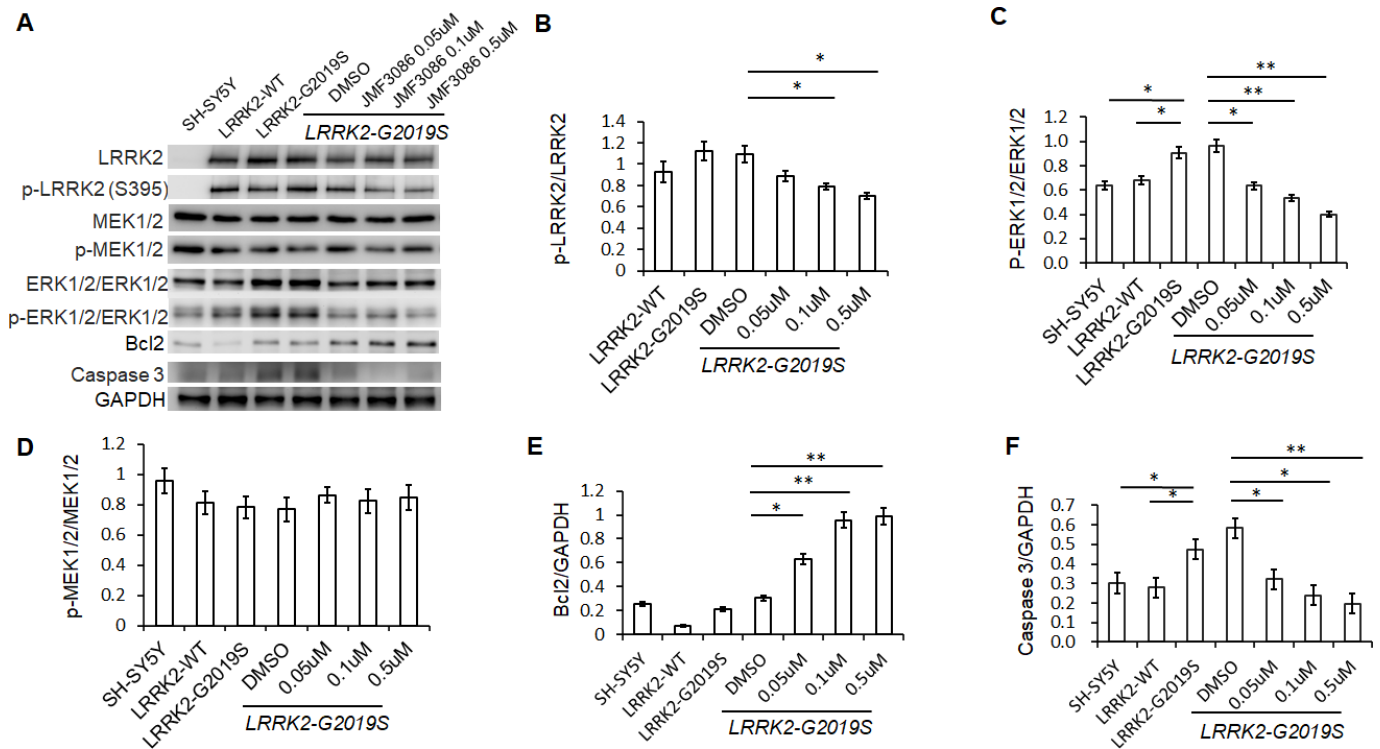 A
SH-SY5Y
LRRK2-WT
LRRK2-G2019S
DMSO
JMF3086 0.05uM
JMF3086 0.1uM
JMF3086 0.5uM
LRRK2-G2019S
LRRK2
p-LRRK2 (S395)
MEK1/2
p-MEK1/2
ERK1/2/ERK1/2
p-ERK1/2/ERK1/2
Bcl2
Caspase 3
GAPDH
B
*
*
p-LRRK2/LRRK2
1.4
1.2
1
0.8
0.6
0.4
0.2
0
LRRK2-WT
LRRK2-G2019S
DMSO
0.05uM
0.1uM
0.5uM
LRRK2-G2019S
C
**
* **
* *
P-ERK1/2/ERK1/2
1.2
1.0
0.8
0.6
0.4
0.2
0.0
SH-SY5Y
LRRK2-WT
LRRK2-G2019S
DMSO
0.05uM
0.1uM
0.5uM
LRRK2-G2019S
D
p-MEK1/2/MEK1/2
1.2
1
0.8
0.6
0.4
0.2
0
SH-SY5Y
LRRK2-WT
LRRK2-G2019S
DMSO
0.05uM
0.1uM
0.5uM
LRRK2-G2019S
E
**
**
*
Bcl2/GAPDH
1.2
1
0.8
0.6
0.4
0.2
0
SH-SY5Y
LRRK2-WT
LRRK2-G2019S
DMSO
0.05uM
0.1uM
0.5uM
LRRK2-G2019S
F
**
* *
* *
Caspase 3/GAPDH
0.7
0.6
0.5
0.4
0.3
0.2
0.1
0.0
SH-SY5Y
LRRK2-WT
LRRK2-G2019S
DMSO
0.05uM
0.1uM
0.5uM
LRRK2-G2019S